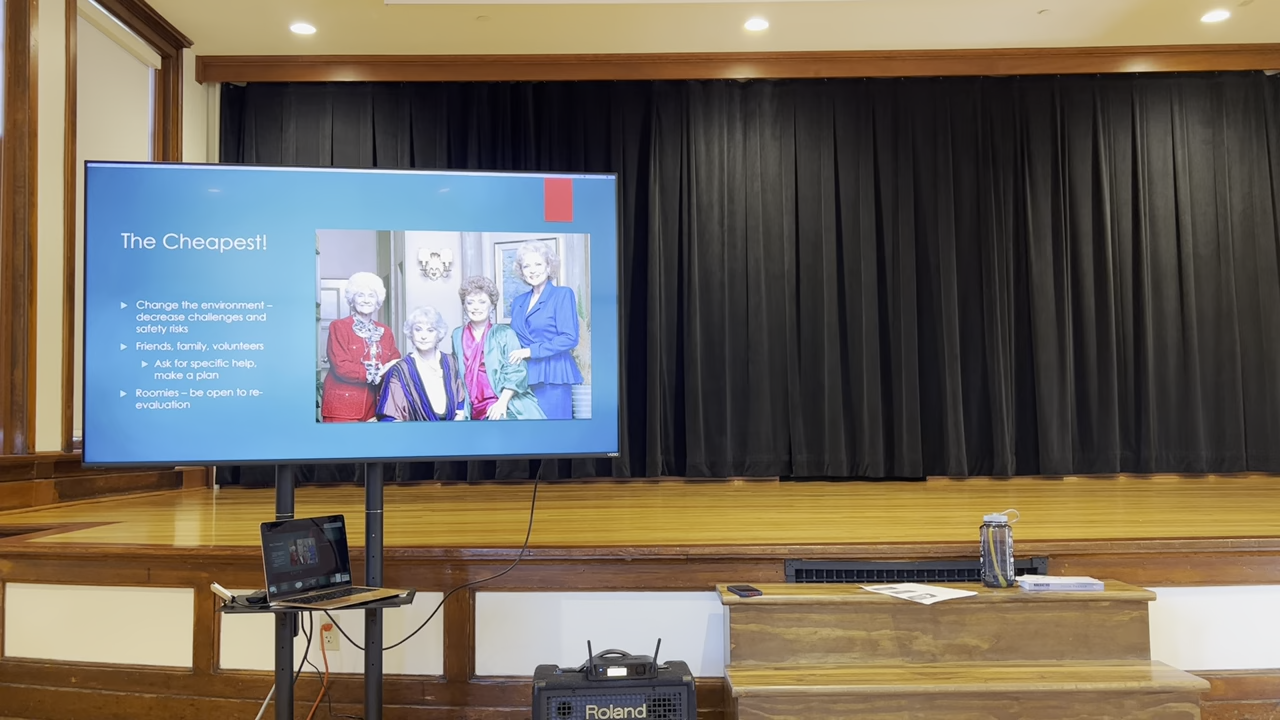 The Cheapest!
Change the environment –
decrease challenges and
safety risks
Friends, family, volunteers
Ask for specific help,
make a plan
Roomies – be open to re-
evaluation
VIZIO
Roland